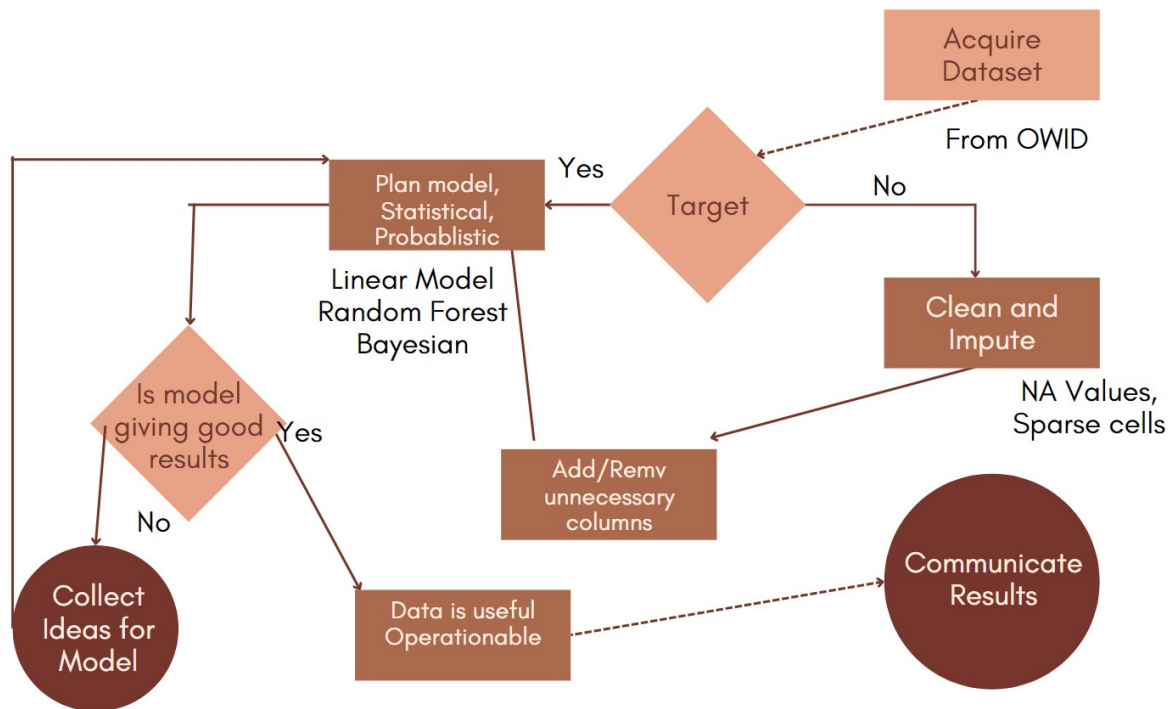 Acquire
Dataset
From OWID
Target
Yes
No
Plan model,
Statistical,
Probablistic
Linear Model
Random Forest
Bayesian
Clean and
Impute
NA Values,
Sparse cells
Add/Remv
unnecessary
columns
Is model
giving good
results
Yes
No
Collect
Ideas for
Model
Data is useful
Operationable
Communicate
Results